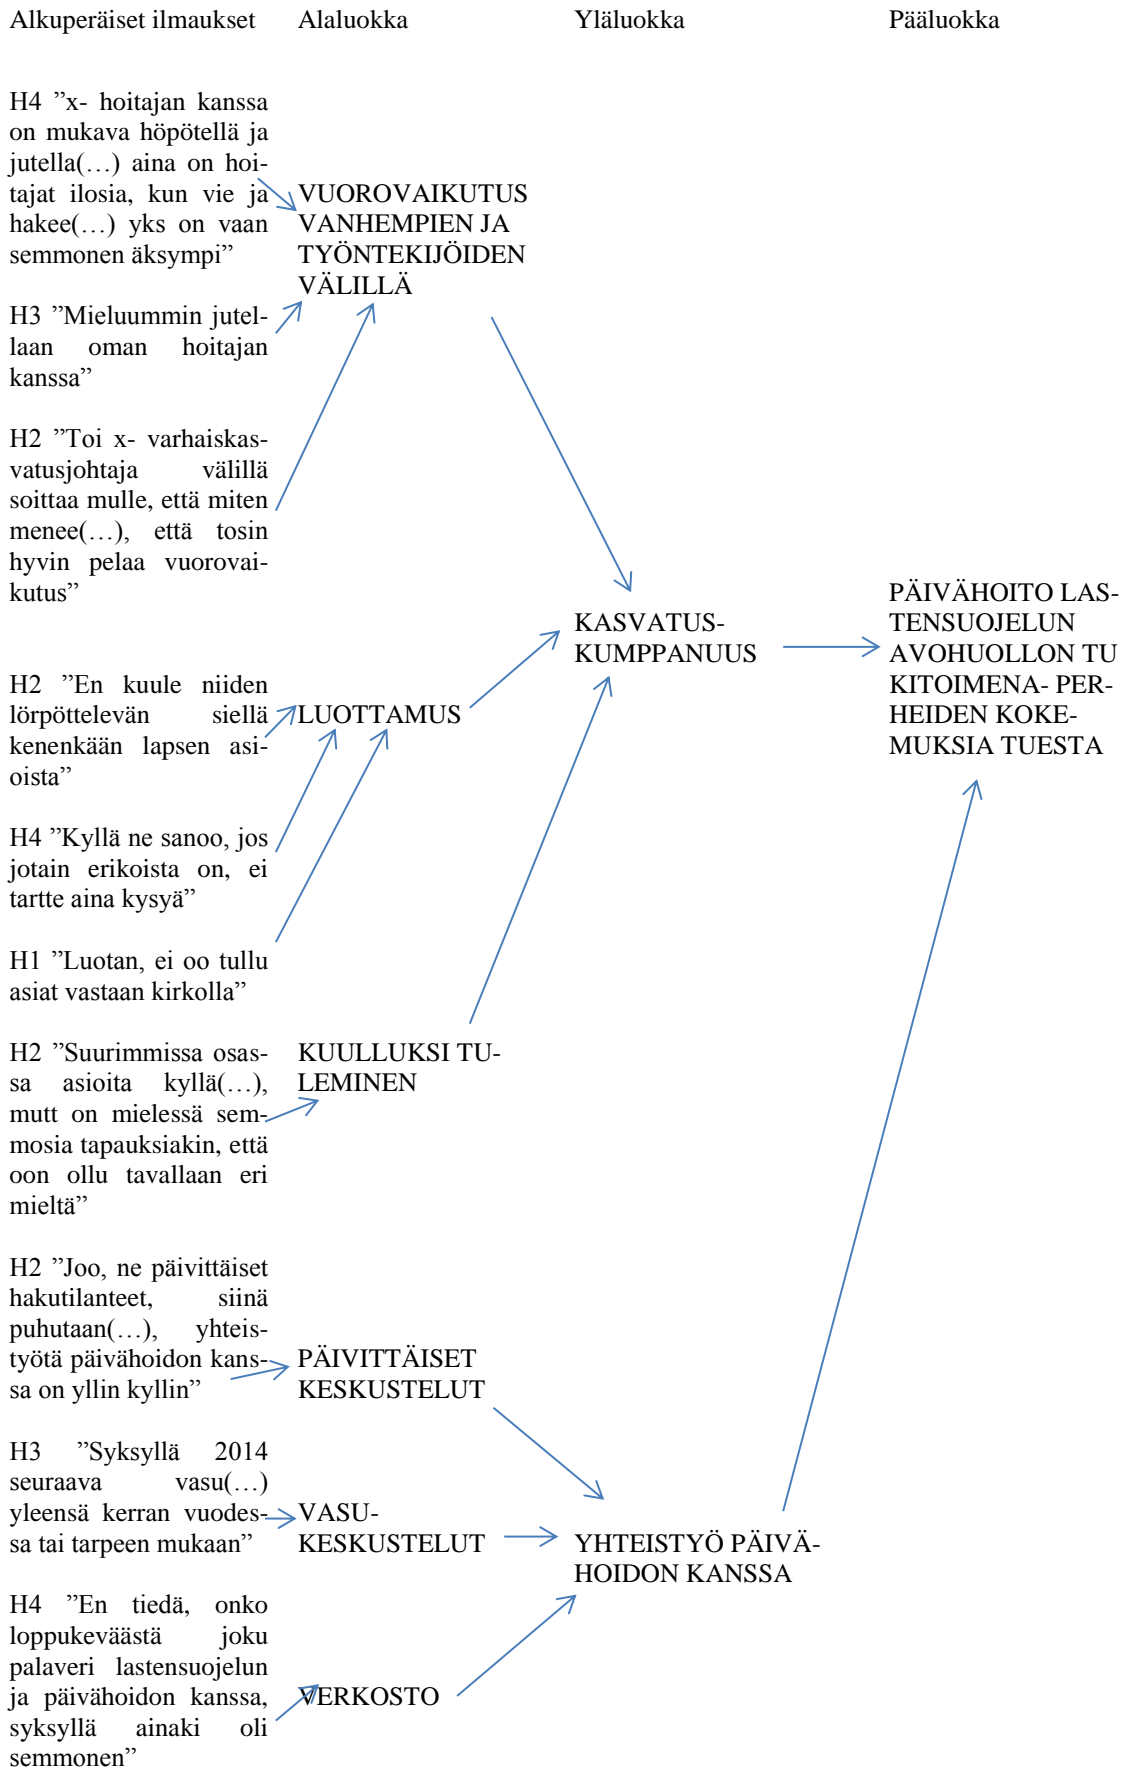 Alkuperäiset ilmaukset Alaluokka Yläluokka Pääluokka
H4 ”x- hoitajan kanssa
on mukava höpötellä ja
jutella(…) aina on hoi-
tajat ilosia, kun vie ja
hakee(…) yks on vaan
semmonen äksympi”
VUOROVAIKUTUS
VANHEMPIEN JA
TYÖNTEKIJÖIDEN
VÄLILLÄ
H3 ”Mieluummin jutel-
laan oman hoitajan
kanssa”
H2 ”Toi x- varhaiskas-
vatusjohtaja välillä
soittaa mulle, että miten
menee(…), että tosin
hyvin pelaa vuorovai-
kutus”
KASVATUS-
KUMPPANUUS
PÄIVÄHOITO LAS-
TENSUOJELUN
AVOHUOLLON TU
KITOIMENA- PER-
HEIDEN KOKE-
MUKSIA TUESTA
H2 ”En kuule niiden
lörpöttelevän siellä
kenenkään lapsen asi-
oista”
LUOTTAMUS
H4 ”Kyllä ne sanoo, jos
jotain erikoista on, ei
tartte aina kysyä”
H1 ”Luotan, ei oo tullu
asiat vastaan kirkolla”
H2 ”Suurimmissa osas-
sa asioita kyllä(…),
mutt on mielessä sem-
mosia tapauksiakin, että
oon ollu tavallaan eri
mieltä”
KUULLUKSI TU-
LEMINEN
H2 ”Joo, ne päivittäiset
hakutilanteet, siinä
puhutaan(…), yhteis-
työtä päivähoidon kans-
sa on yllin kyllin”
PÄIVITTÄISET
KESKUSTELUT
H3 ”Syksyllä 2014
seuraava vasu(…)
yleensä kerran vuodes-
sa tai tarpeen mukaan”
VASU-
KESKUSTELUT
YHTEISTYÖ PÄIVÄ-
HOIDON KANSSA
H4 ”En tiedä, onko
loppukeväästä joku
palaveri lastensuojelun
ja päivähoidon kanssa,
syksyllä ainaki oli
semmonen”
VERKOSTO